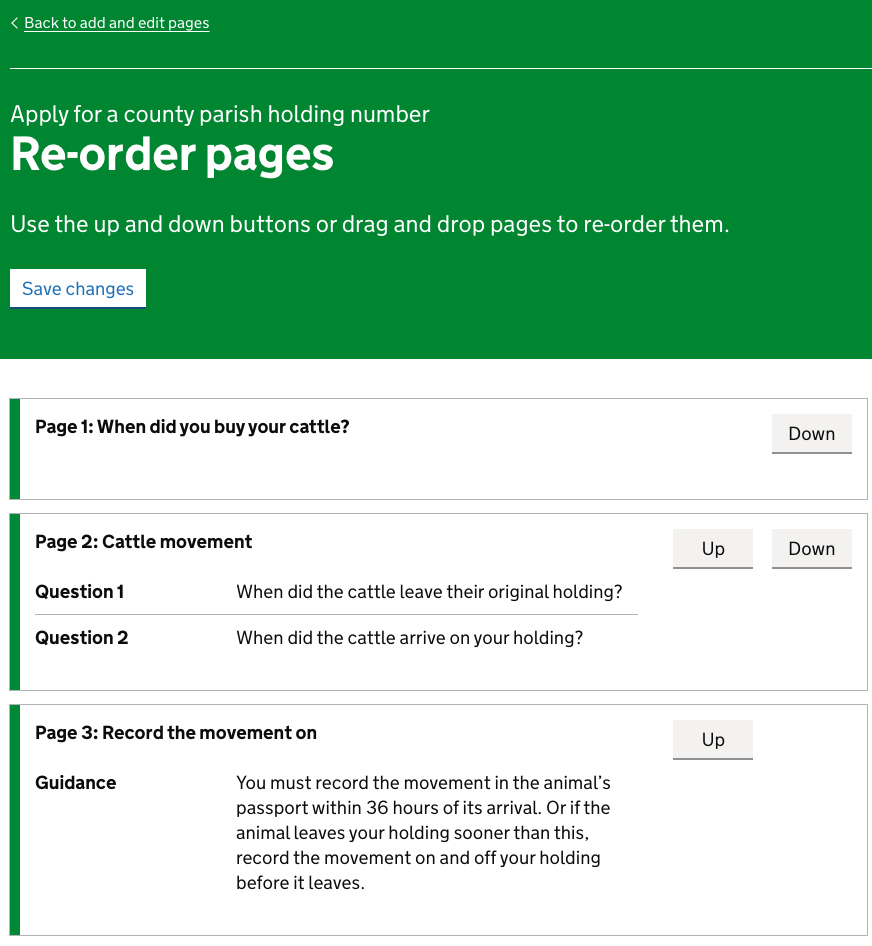 Back to add and edit pages
Apply for a county parish holding number
Re-order pages
Use the up and down buttons or drag and drop pages to re-order them.
Save changes
Page 1: When did you buy your cattle?
Down
Page 2: Cattle movement
Up
Down
Question 1
When did the cattle leave their original holding?
Question 2
When did the cattle arrive on your holding?
Page 3: Record the movement on
Up
Guidance
You must record the movement in the animal’s
passport within 36 hours of its arrival. Or if the
animal leaves your holding sooner than this,
record the movement on and off your holding
before it leaves.